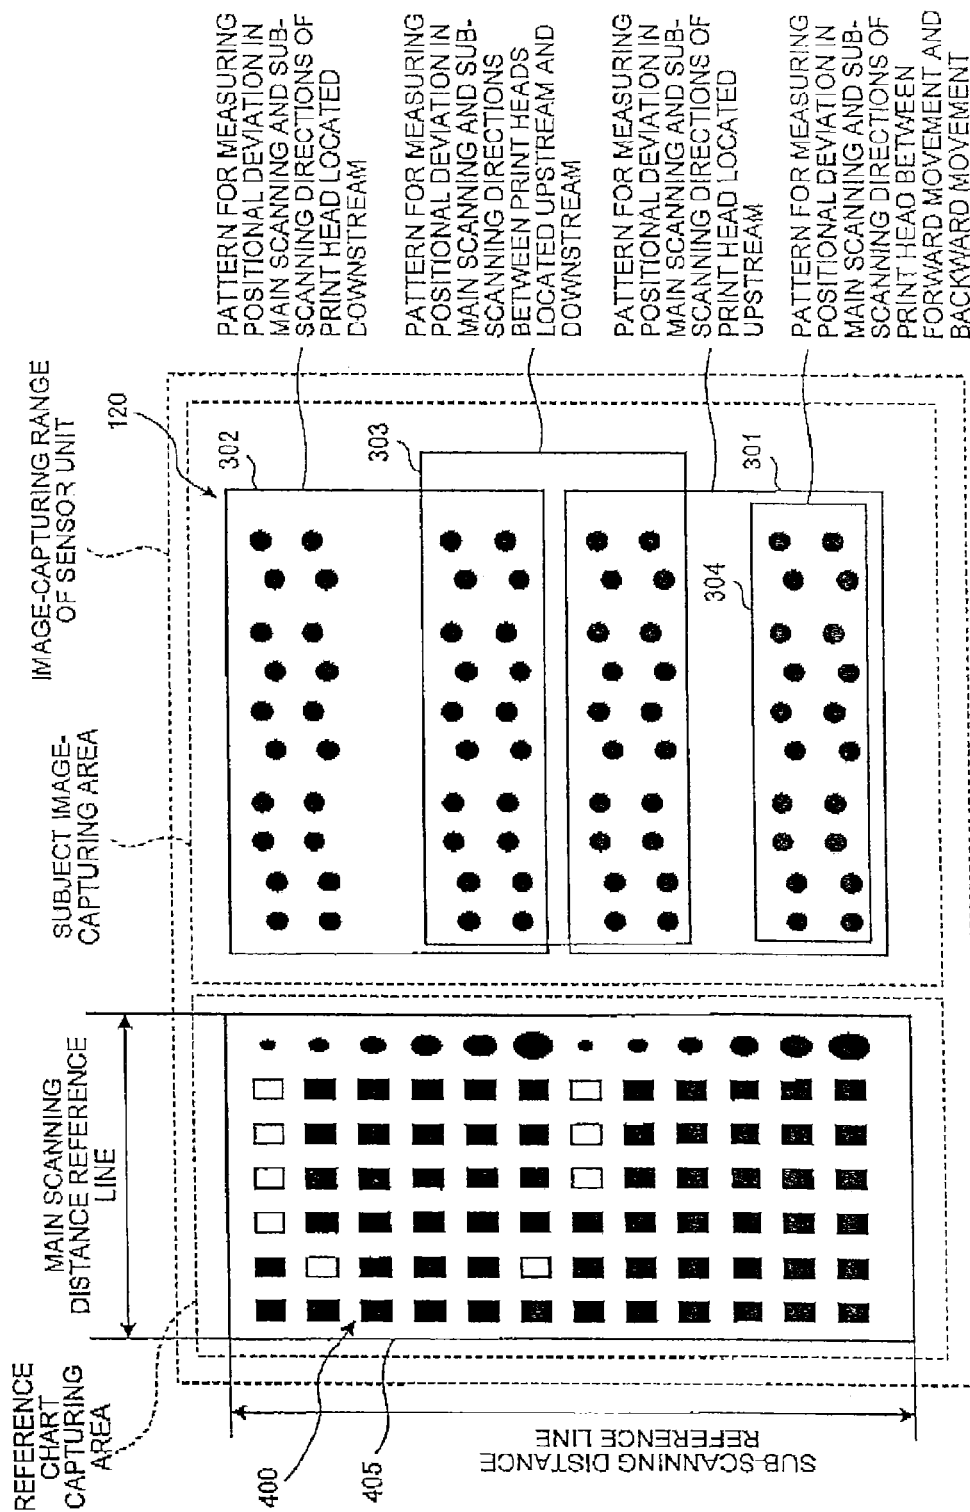 PATTERN FOR MEASURING
POSITIONAL DEVIATION IN
MAIN SCANNING AND SUB-
SCANNING DIRECTIONS OF
PRINT HEAD LOCATED
DOWNSTREAM
PATTERN FOR MEASURING
POSITIONAL DEVIATION IN
MAIN SCANNING AND SUB-
SCANNING DIRECTIONS
BETWEEN PRINT HEADS
LOCATED UPSTREAM AND
DOWNSTREAM
PATTERN FOR MEASURING
POSITIONAL DEVIATION IN
MAIN SCANNING AND SUB-
SCANNING DIRECTIONS OF
PRINT HEAD LOCATED
UPSTREAM
PATTERN FOR MEASURING
POSITIONAL DEVIATION IN
MAIN SCANNING AND SUB-
SCANNING DIRECTIONS OF
PRINT HEAD BETWEEN
FORWARD MOVEMENT AND
BACKWARD MOVEMENT
IMAGE-CAPTURING RANGE
OF SENSOR UNIT
120
302
303
301
304
SUBJECT IMAGE-
CAPTURING AREA
MAIN SCANNING
DISTANCE REFERENCE
LINE
REFERENCE
CHART
CAPTURING
AREA
400
405
SUB-SCANNING DISTANCE
REFERENCE LINE